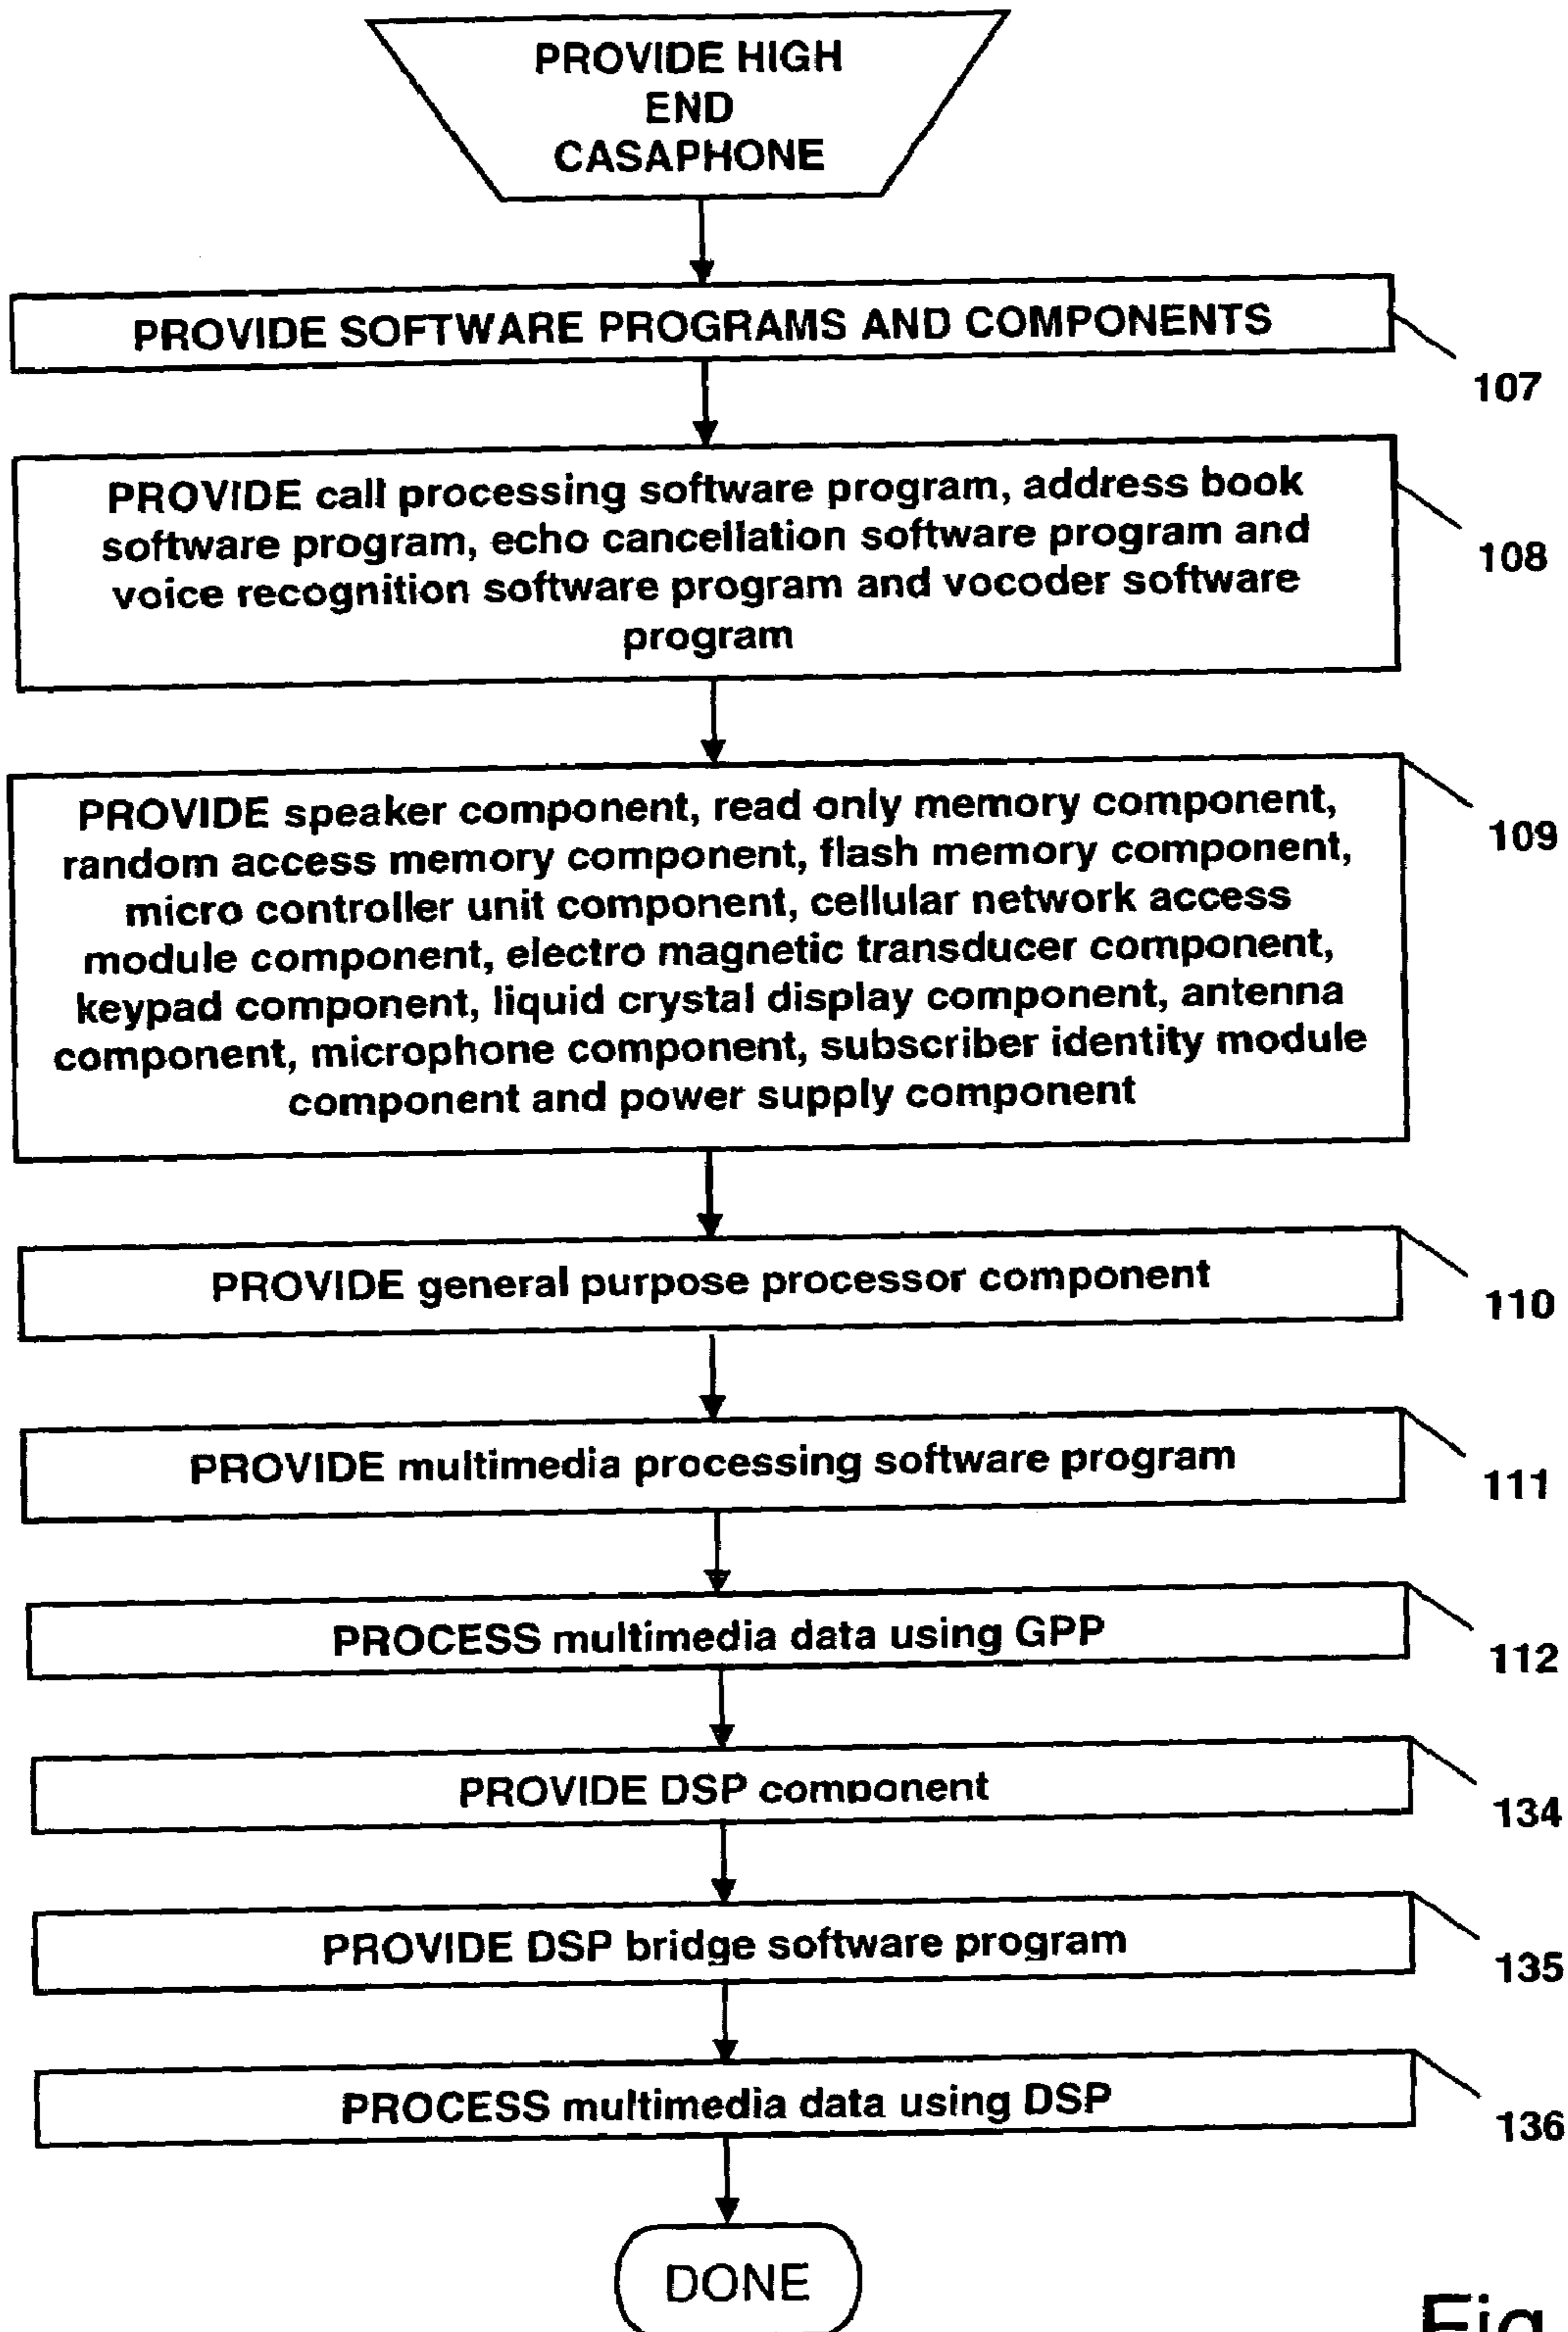 PROVIDE HIGH
END
CASAPHONE
PROVIDE SOFTWARE PROGRAMS AND COMPONENTS
107
PROVIDE call processing software program, address book
software program, echo cancellation software program and
voice recognition software program and vocoder software
program
108
PROVIDE speaker component, read only memory component,
random access memory component, flash memory component,
micro controller unit component, cellular network access
module component, electro magnetic transducer component,
keypad component, liquid crystal display component, antenna
component, microphone component, subscriber identity module
component and power supply component
109
PROVIDE general purpose processor component
110
PROVIDE multimedia processing software program
111
PROCESS multimedia data using GPP
112
PROVIDE DSP component
134
PROVIDE DSP bridge software program
135
PROCESS multimedia data using DSP
136
DONE
Fig